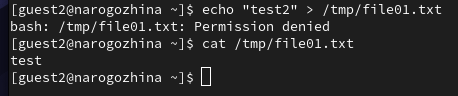 [guest2@narogozhina ~]$ echo "test2" > /tmp/file01.txt
bash: /tmp/file01.txt: Permission denied
[guest2@narogozhina ~]$ cat /tmp/file01.txt
test
[guest2@narogozhina ~]$